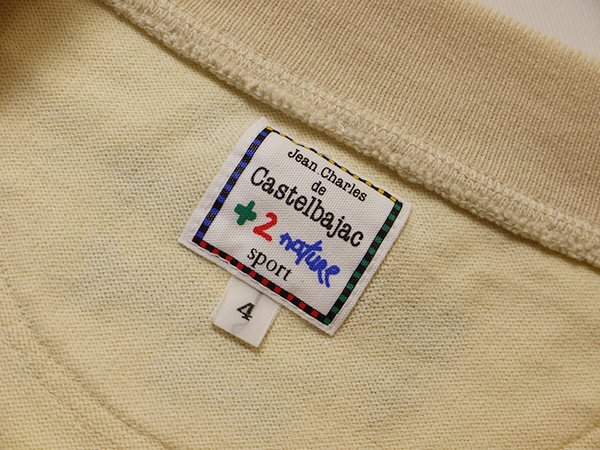 Jean Charles
de
Castelbajac
+2 nature
sport
4